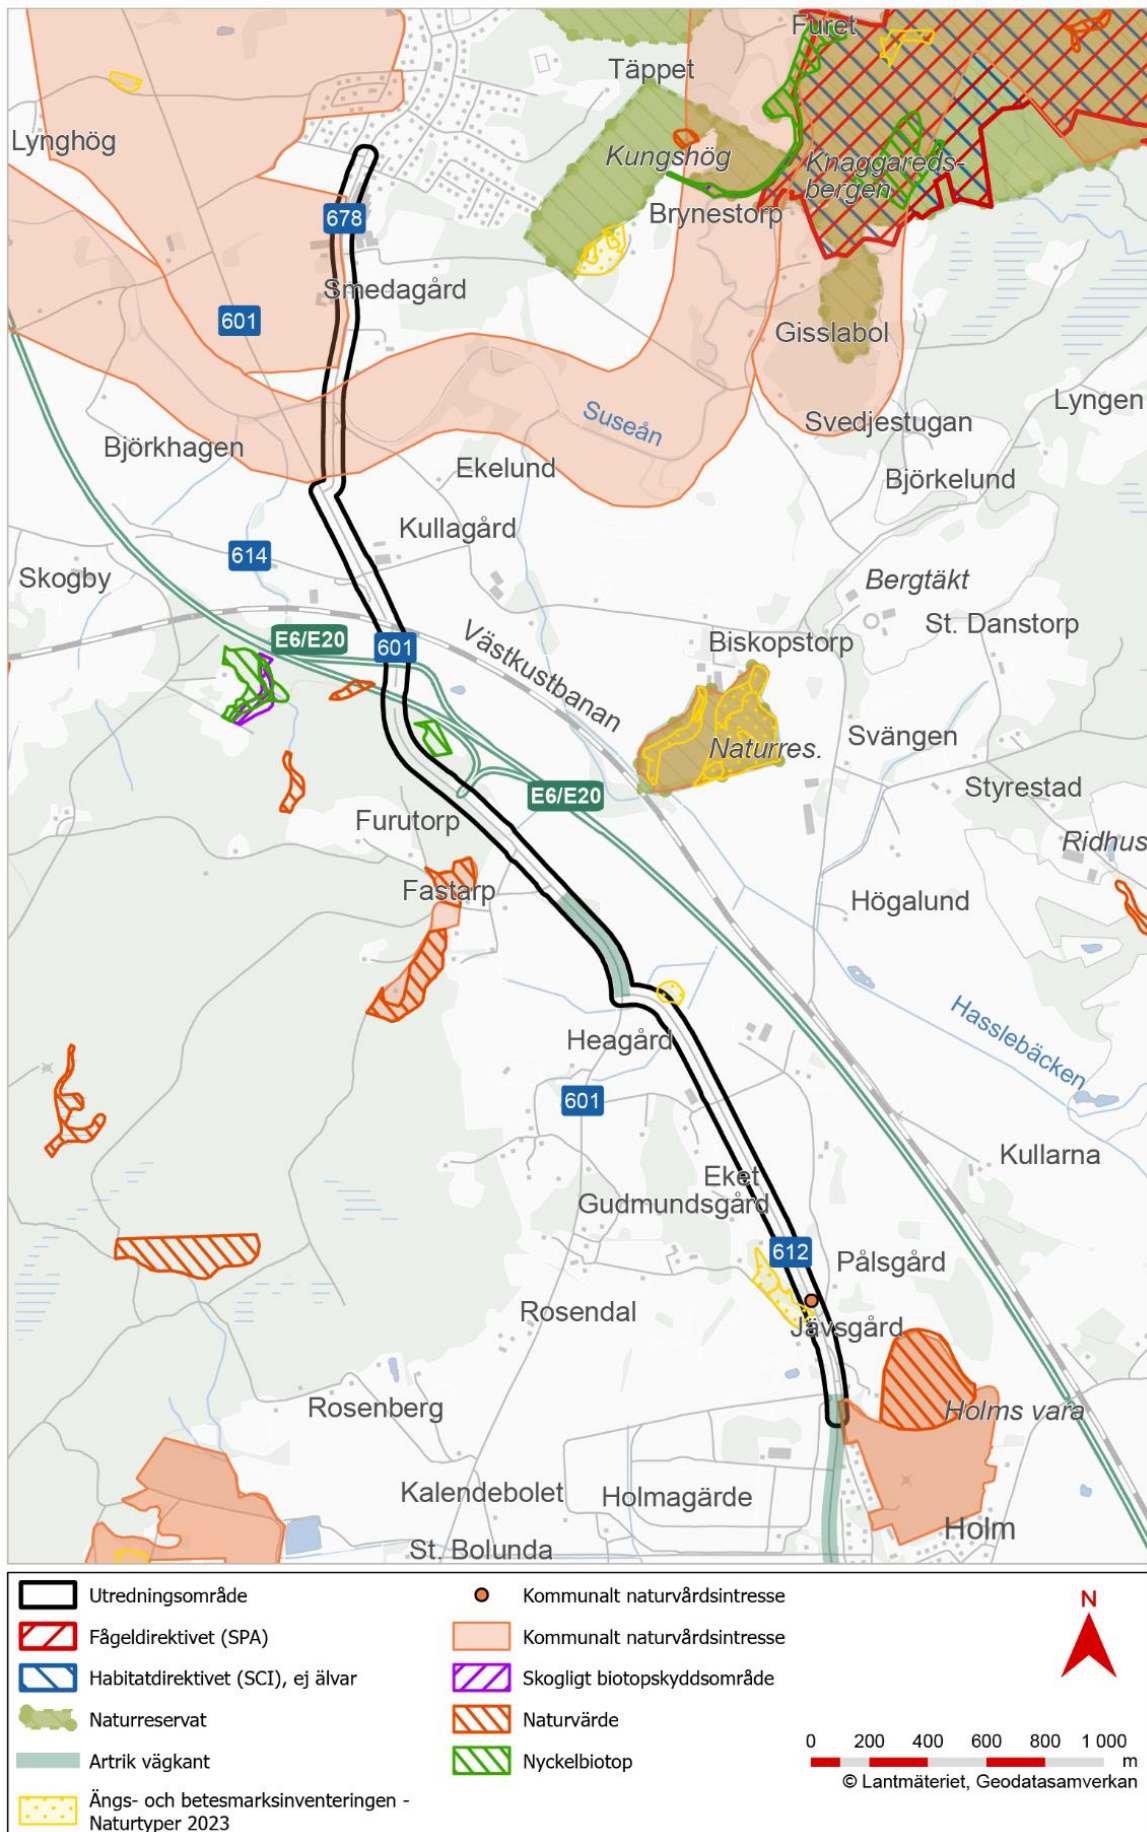 Furet
Täppet
Lynghög
Kungshög
Knaggareds-
bergen
Brynestorp
678
Smedagård
601
Gisslabol
Lyngen
Suseån
Svedjestugan
Björkhagen
Ekelund
Björkelund
Kullagård
614
Skogby
Bergtäkt
St. Danstorp
E6/E20
601
Västkustbanan
Biskopstorp
Naturres.
Svängen
E6/E20
Styrestad
Furutorp
Ridhus
Fastarp
Högalund
Hasslebäcken
Heagård
601
Kullarna
Eket
Gudmundsgård
612
Pålsgård
Rosendal
Jävsgård
Rosenberg
Holms vara
Kalendebolet
Holmagärde
Holm
St. Bolunda
Utredningsområde
Fågeldirektivet (SPA)
Habitatdirektivet (SCI), ej älvar
Naturreservat
Artrik vägkant
Ängs- och betesmarksinventeringen -
Naturtyper 2023
Kommunalt naturvårdsintresse
Kommunalt naturvårdsintresse
Skogligt biotopskyddsområde
Naturvärde
Nyckelbiotop
N
0 200 400 600 800 1 000
m
© Lantmäteriet, Geodatasamverkan